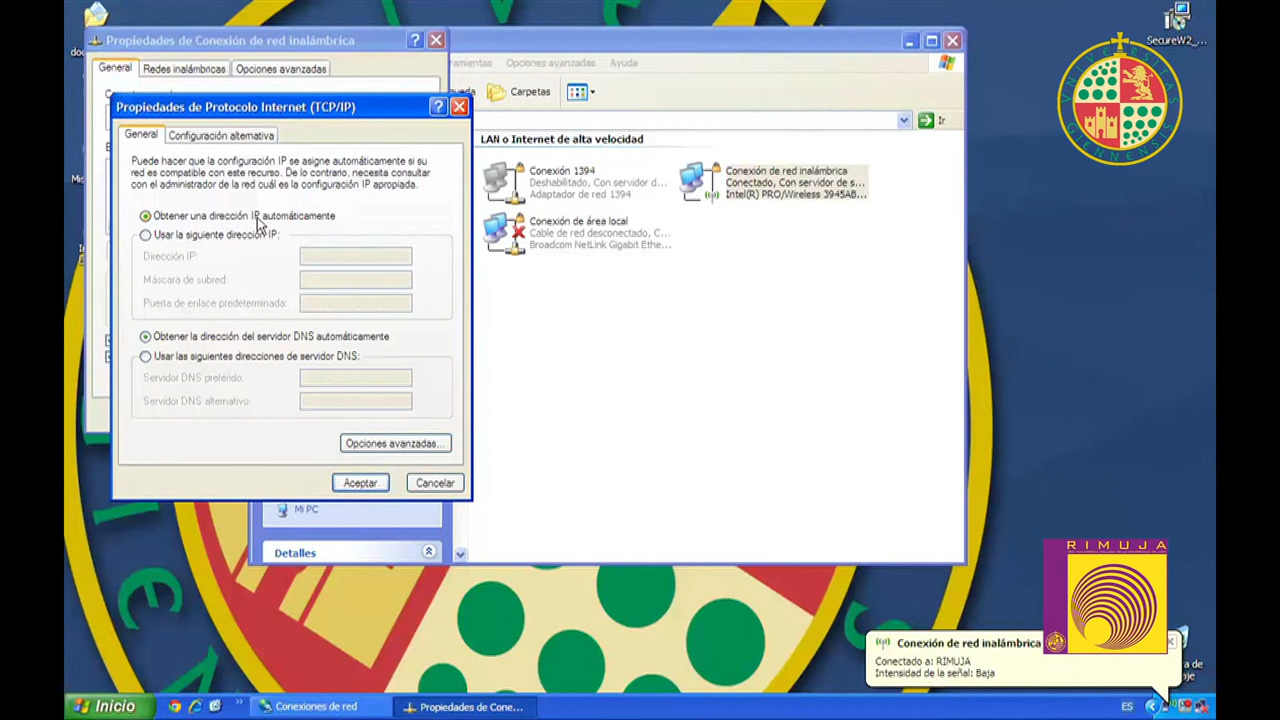 Propiedades de Conexión de red inalámbrica
General
Redes inalámbricas
Opciones avanzadas
Propiedades de Protocolo Internet (TCP/IP)
General
Configuración alternativa
Puede hacer que la configuración IP se asigne automáticamente si su
red es compatible con este recurso. De lo contrario, necesita consultar
con el administrador de la red cuál es la configuración IP apropiada.
Obtener una dirección IP automáticamente
Usar la siguiente dirección IP:
Dirección IP:
Máscara de subred:
Puerta de enlace predeterminada:
Obtener la dirección del servidor DNS automáticamente
Usar las siguientes direcciones de servidor DNS:
Servidor DNS preferido:
Servidor DNS alternativo:
Opciones avanzadas...
Aceptar
Cancelar
Opciones avanzadas
Ayuda
Carpetas
Ir
LAN o Internet de alta velocidad
Conexión 1394
Deshabilitado, Con servidor de d...
Adaptador de red 1394
Conexión de red inalámbrica
Conectado, Con servidor de s...
Intel(R) PRO/Wireless 3945AB...
Conexión de área local
Cable de red desconectado, C...
Broadcom NetLink Gigabit Ethe...
Mi PC
Detalles
SecureW2_...
RIMUJA
Conexión de red inalámbrica
Conectado a: RIMUJA
Intensidad de la señal: Baja
Inicio
Conexiones de red
Propiedades de Cone...
ES